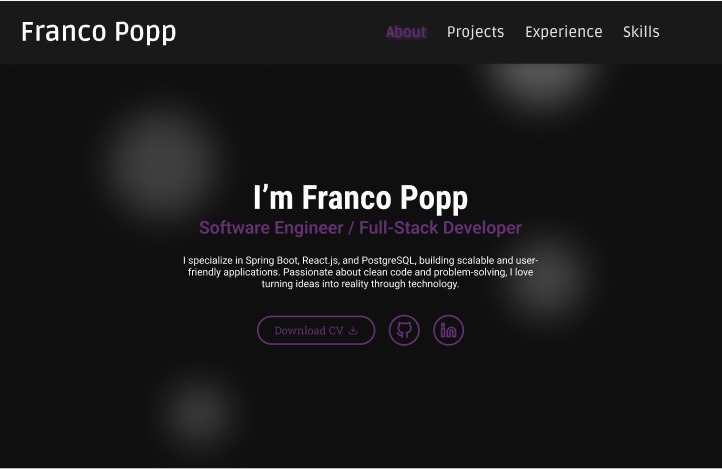 Franco Popp
About Projects Experience Skills
I’m Franco Popp
Software Engineer / Full-Stack Developer
I specialize in Spring Boot, React.js, and PostgreSQL, building scalable and user-
friendly applications. Passionate about clean code and problem-solving, I love
turning ideas into reality through technology.
Download CV
in